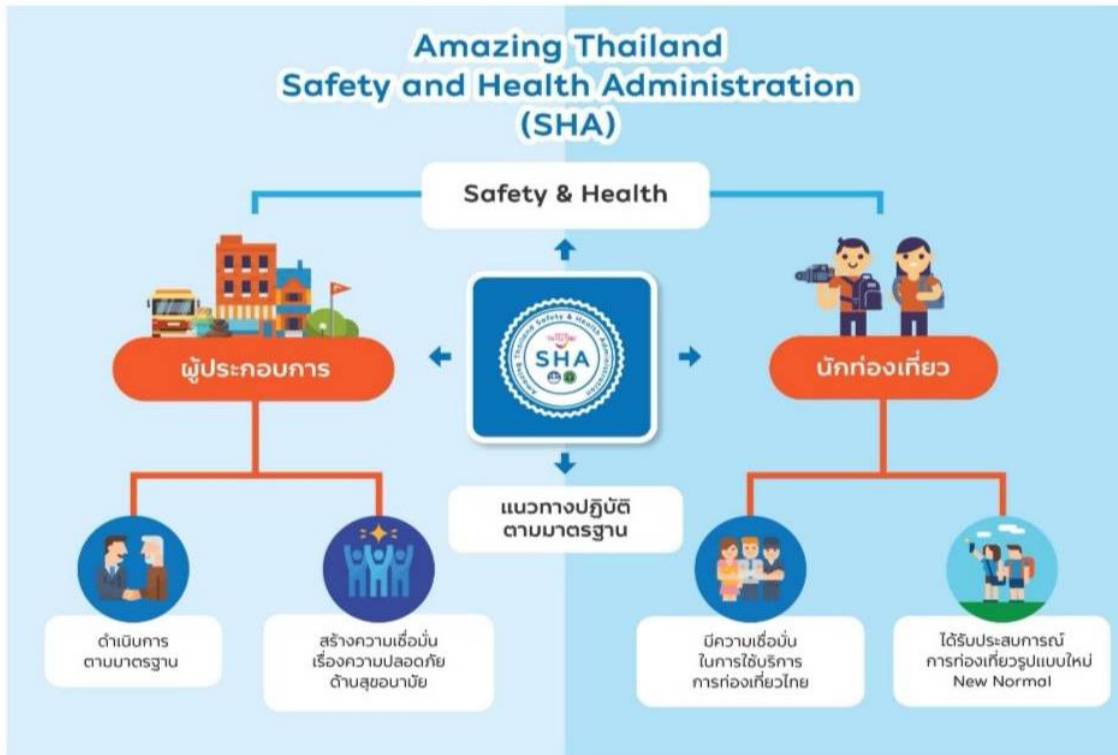 Amazing Thailand
Safety and Health Administration
(SHA)
Safety & Health
ผู้ประกอบการ
Amazing Thailand Safety & Health Administration
SHA
นักท่องเที่ยว
แนวทางปฏิบัติ
ตามมาตรฐาน
ดำเนินการ
ตามมาตรฐาน
สร้างความเชื่อมั่น
เรื่องความปลอดภัย
ด้านสุขอนามัย
มีความเชื่อมั่น
ในการใช้บริการ
การท่องเที่ยวไทย
ได้รับประสบการณ์
การท่องเที่ยวรูปแบบใหม่
New Normal